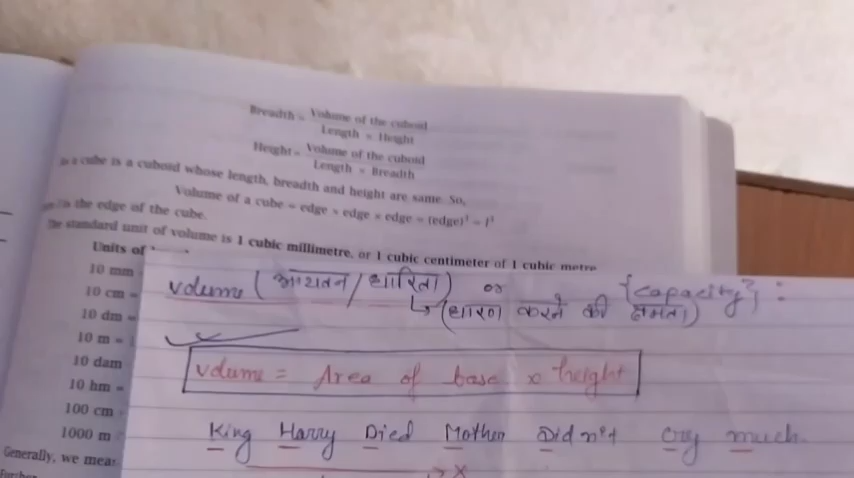 Breadth = Volume of the cuboid
Length × Height
Height = Volume of the cuboid
Length × Breadth
a cube is a cuboid whose length, breadth and height are same. So,
Volume of a cube = edge × edge × edge = (edge)³ = l³
is the edge of the cube.
The standard unit of volume is 1 cubic millimetre, or 1 cubic centimeter of 1 cubic metre
Units of
10 mm
10 cm =
10 dm =
10 m =
10 dam
10 hm =
100 cm
1000 m
Generally, we mea
Further
volume (आयतन/धारिता) or {capacity} :
(धारण करने की क्षमता)
volume = Area of base × height
King Harry Died Mother Did not Cry much